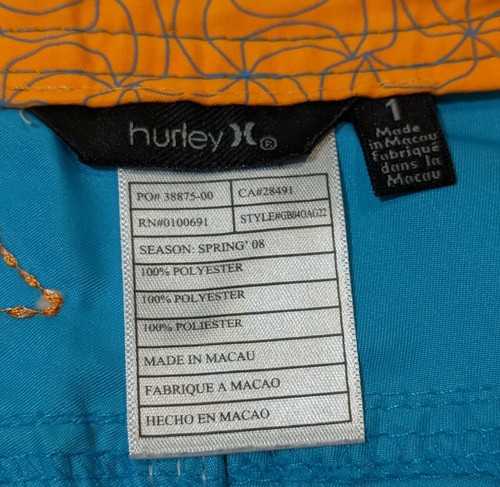 hurley ®
1
Made
in Macau
Fabriqué
dans la
Macau
PO# 38875-00 CA#28491
RN#0100691 STYLE#GB04OAG22
SEASON: SPRING' 08
100% POLYESTER
100% POLYESTER
100% POLIESTER
MADE IN MACAU
FABRIQUE A MACAO
HECHO EN MACAO